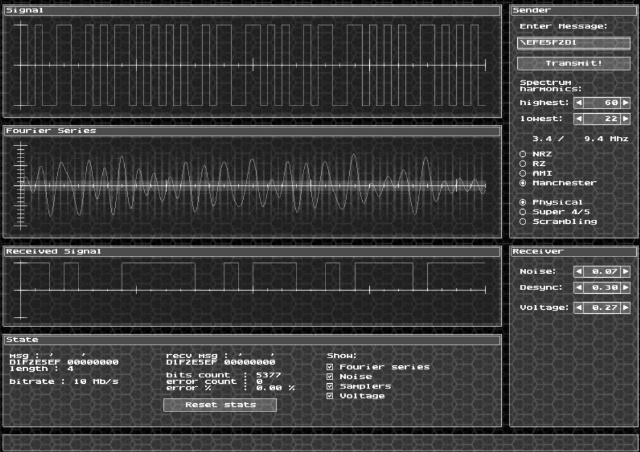 Signal
Sender
Enter Message:
\EFE5F2D1
Transmit!
Spectrum
harmonics:
highest: 60
lowest: 22
3.4 / 9.4 Mhz
NRZ
RZ
AMI
Manchester
Physical
Super 4/5
Scrambling
Fourier Series
Received Signal
Receiver
Noise: 0.07
Desync: 0.30
Voltage: 0.27
State
msg : ' '
D1F2E5EF 00000000
length : 4
bitrate : 10 Mb/s
recv msg : ' '
D1F2E5EF 00000000
bits count : 5377
error count : 0
error % : 0.00 %
Reset stats
Show:
Fourier series
Noise
Samplers
Voltage